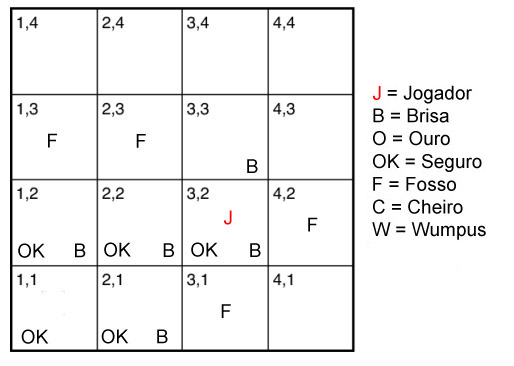 1,4 2,4 3,4 4,4
1,3 2,3 3,3 4,3
F F
B
1,2 2,2 3,2 4,2
J F
OK B OK B OK B
1,1 2,1 3,1 4,1
F
OK OK B
J = Jogador
B = Brisa
O = Ouro
OK = Seguro
F = Fosso
C = Cheiro
W = Wumpus